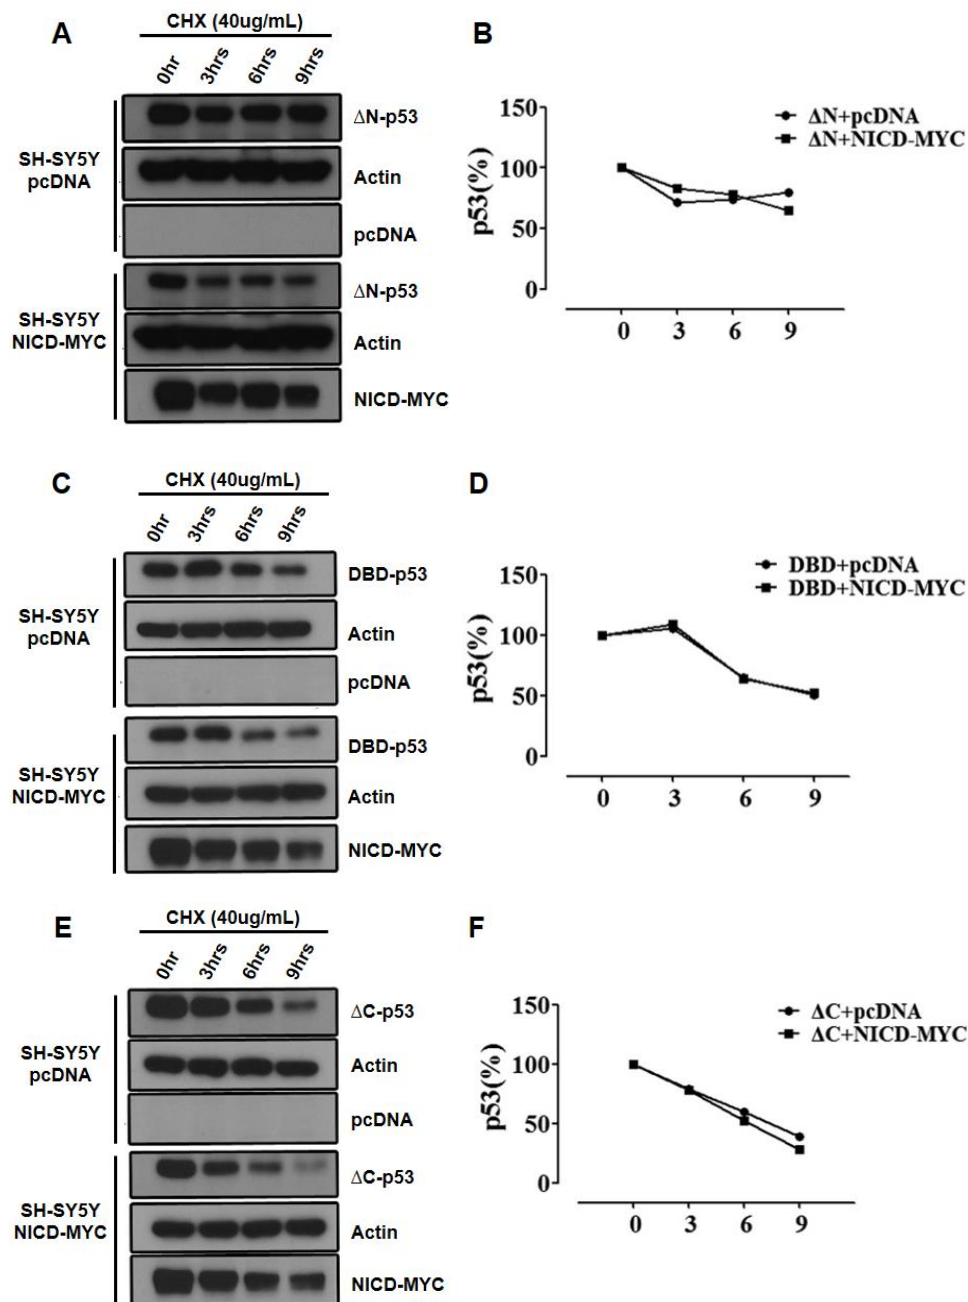 A
CHX (40ug/mL)
0hr 3hrs 6hrs 9hrs
SH-SY5Y
pcDNA
ΔN-p53
Actin
pcDNA
SH-SY5Y
NICD-MYC
ΔN-p53
Actin
NICD-MYC
B
150
100
50
0
p53(%)
ΔN+pcDNA
ΔN+NICD-MYC
0 3 6 9
C
CHX (40ug/mL)
0hr 3hrs 6hrs 9hrs
SH-SY5Y
pcDNA
DBD-p53
Actin
pcDNA
SH-SY5Y
NICD-MYC
DBD-p53
Actin
NICD-MYC
D
150
100
50
0
p53(%)
DBD+pcDNA
DBD+NICD-MYC
0 3 6 9
E
CHX (40ug/mL)
0hr 3hrs 6hrs 9hrs
SH-SY5Y
pcDNA
ΔC-p53
Actin
pcDNA
SH-SY5Y
NICD-MYC
ΔC-p53
Actin
NICD-MYC
F
150
100
50
0
p53(%)
ΔC+pcDNA
ΔC+NICD-MYC
0 3 6 9